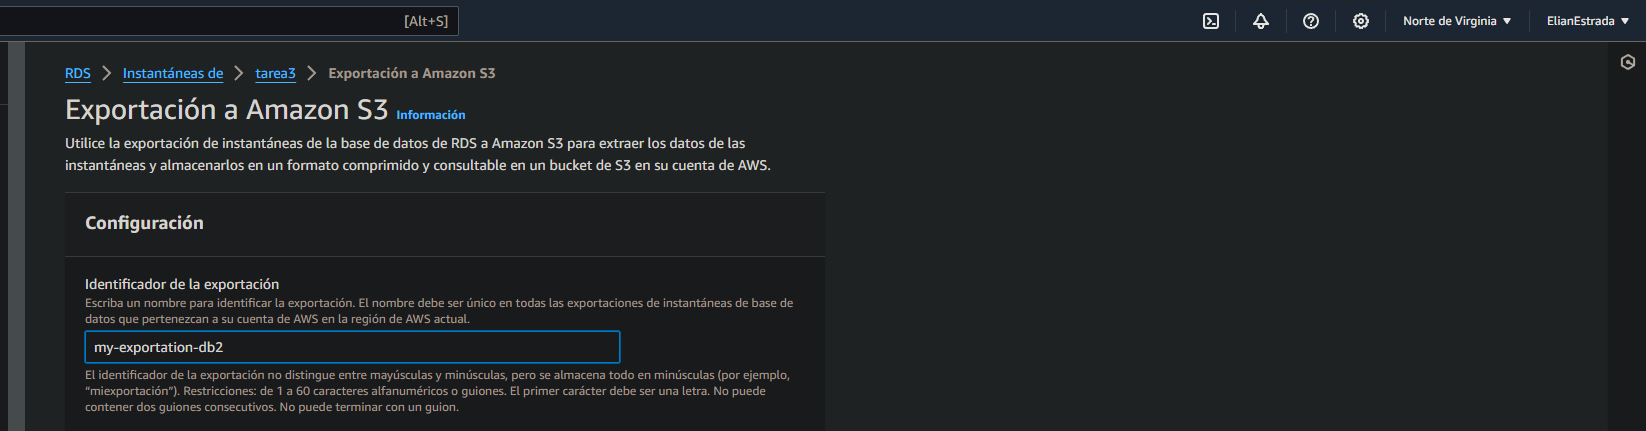 [Alt+S]
Norte de Virginia ▼
ElianEstrada ▼
RDS > Instantáneas de > tarea3 > Exportación a Amazon S3
Exportación a Amazon S3 Información
Utilice la exportación de instantáneas de la base de datos de RDS a Amazon S3 para extraer los datos de las
instantáneas y almacenarlos en un formato comprimido y consultable en un bucket de S3 en su cuenta de AWS.
Configuración
Identificador de la exportación
Escriba un nombre para identificar la exportación. El nombre debe ser único en todas las exportaciones de instantáneas de base de
datos que pertenezcan a su cuenta de AWS en la región de AWS actual.
my-exportation-db2
El identificador de la exportación no distingue entre mayúsculas y minúsculas, pero se almacena todo en minúsculas (por ejemplo,
“miexportación”). Restricciones: de 1 a 60 caracteres alfanuméricos o guiones. El primer carácter debe ser una letra. No puede
contener dos guiones consecutivos. No puede terminar con un guion.